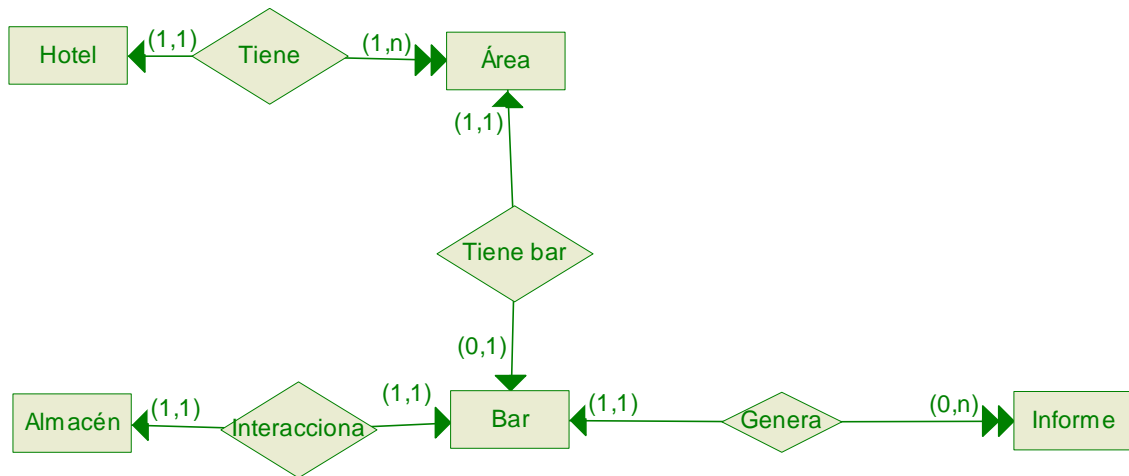 Hotel
(1,1)
Tiene
(1,n)
Área
(1,1)
Tiene bar
(0,1)
Almacén
(1,1)
Interacciona
(1,1)
Bar
(1,1)
Genera
(0,n)
Informe